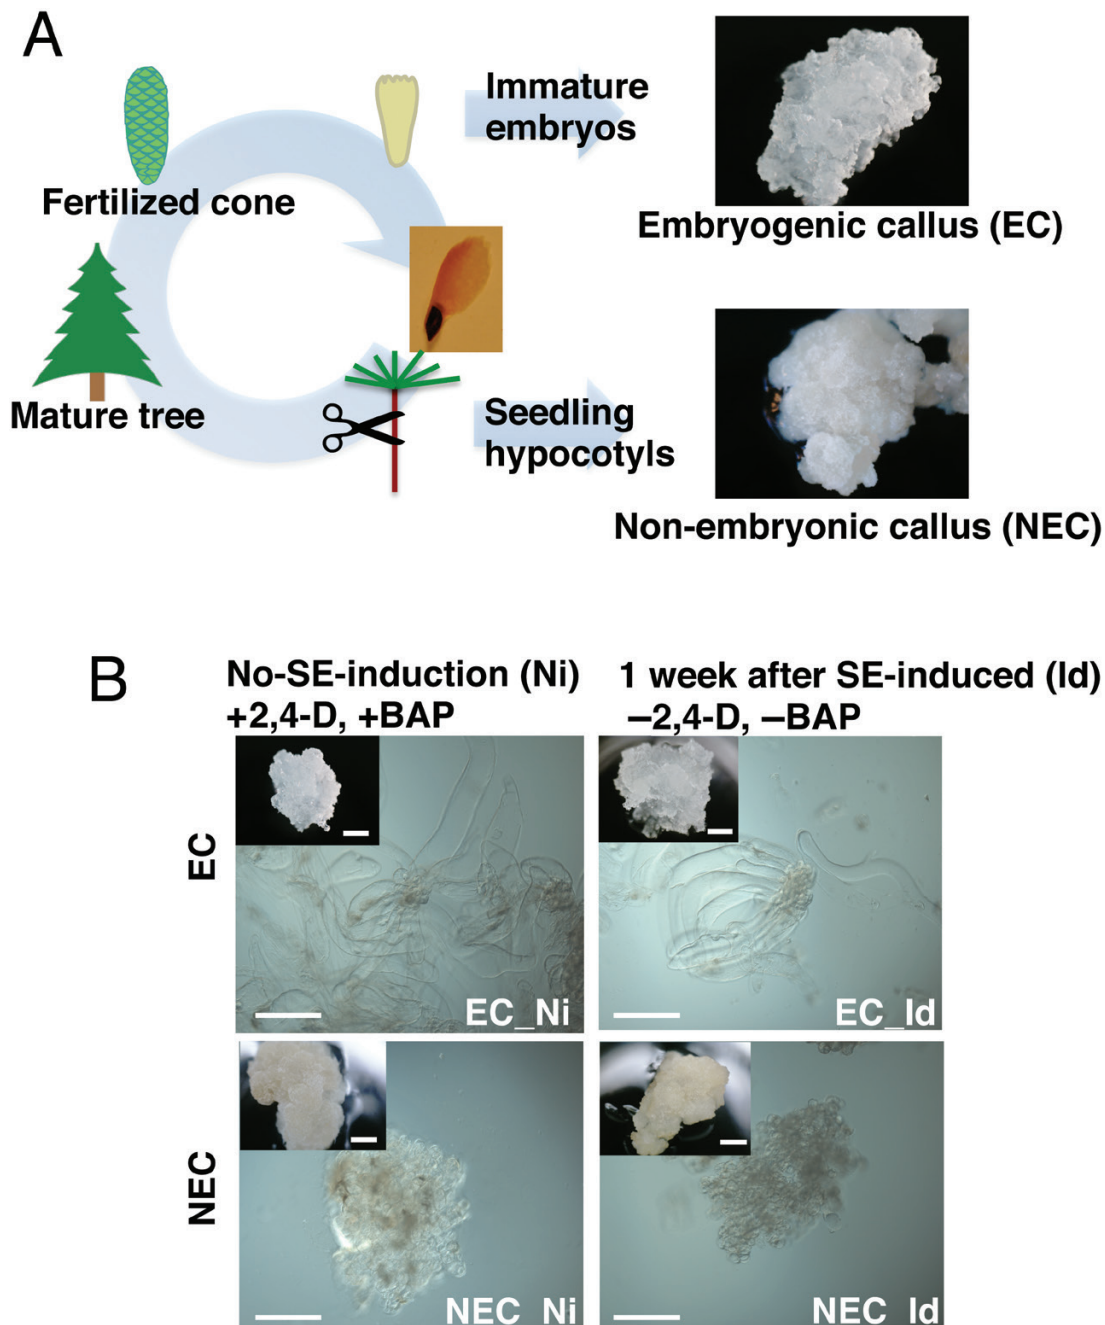 A
Fertilized cone
Mature tree
Immature
embryos
Seedling
hypocotyls
Embryogenic callus (EC)
Non-embryonic callus (NEC)
B
No-SE-induction (Ni)
+2,4-D, +BAP
1 week after SE-induced (Id)
−2,4-D, −BAP
EC
EC_Ni
EC_Id
NEC
NEC_Ni
NEC_Id